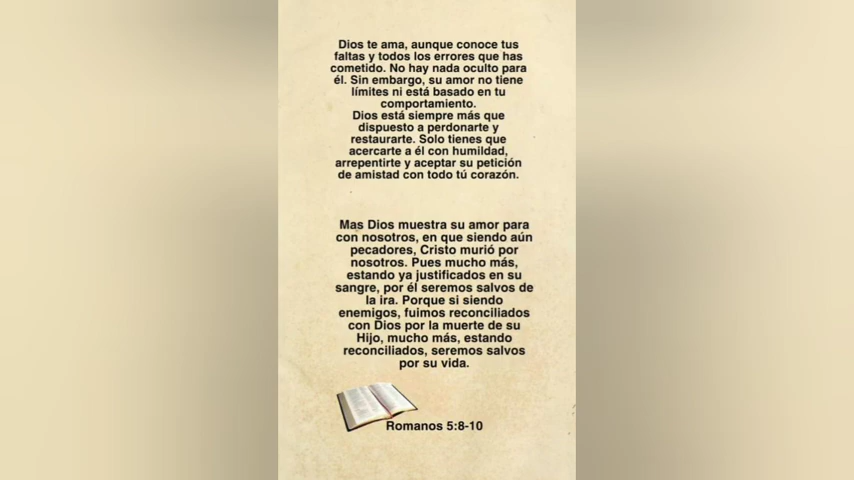 Dios te ama, aunque conoce tus
faltas y todos los errores que has
cometido. No hay nada oculto para
él. Sin embargo, su amor no tiene
límites ni está basado en tu
comportamiento.
Dios está siempre más que
dispuesto a perdonarte y
restaurarte. Solo tienes que
acercarte a él con humildad,
arrepentirte y aceptar su petición
de amistad con todo tú corazón.
Mas Dios muestra su amor para
con nosotros, en que siendo aún
pecadores, Cristo murió por
nosotros. Pues mucho más,
estando ya justificados en su
sangre, por él seremos salvos de
la ira. Porque si siendo
enemigos, fuimos reconciliados
con Dios por la muerte de su
Hijo, mucho más, estando
reconciliados, seremos salvos
por su vida.
Romanos 5:8-10